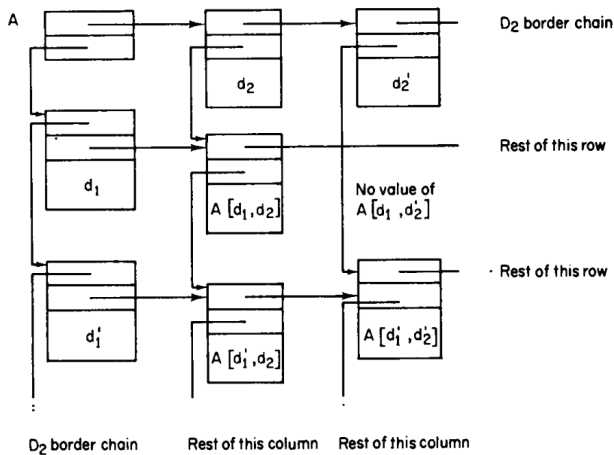 A
D₂ border chain
d₂
d₂'
Rest of this row
d₁
A [d₁, d₂]
No value of
A [d₁, d₂']
Rest of this row
d₁'
A [d₁', d₂]
A [d₁', d₂']
D₂ border chain
Rest of this column
Rest of this column